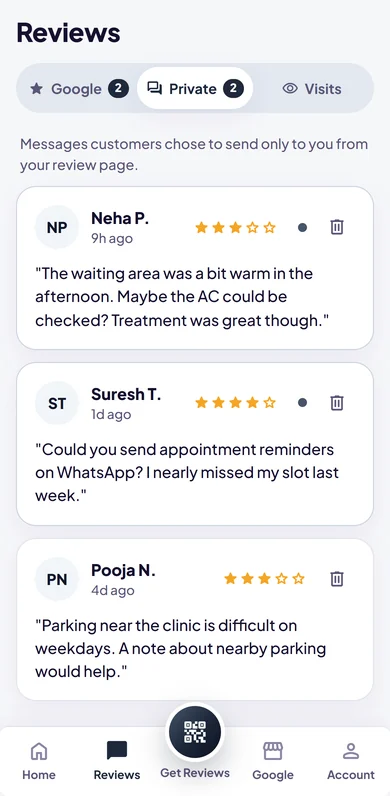 Reviews
Google 2 Private 2 Visits
Messages customers chose to send only to you from
your review page.
NP Neha P.
9h ago
"The waiting area was a bit warm in the
afternoon. Maybe the AC could be
checked? Treatment was great though."
ST Suresh T.
1d ago
"Could you send appointment reminders
on WhatsApp? I nearly missed my slot last
week."
PN Pooja N.
4d ago
"Parking near the clinic is difficult on
weekdays. A note about nearby parking
would help."
Home Reviews Get Reviews Google Account